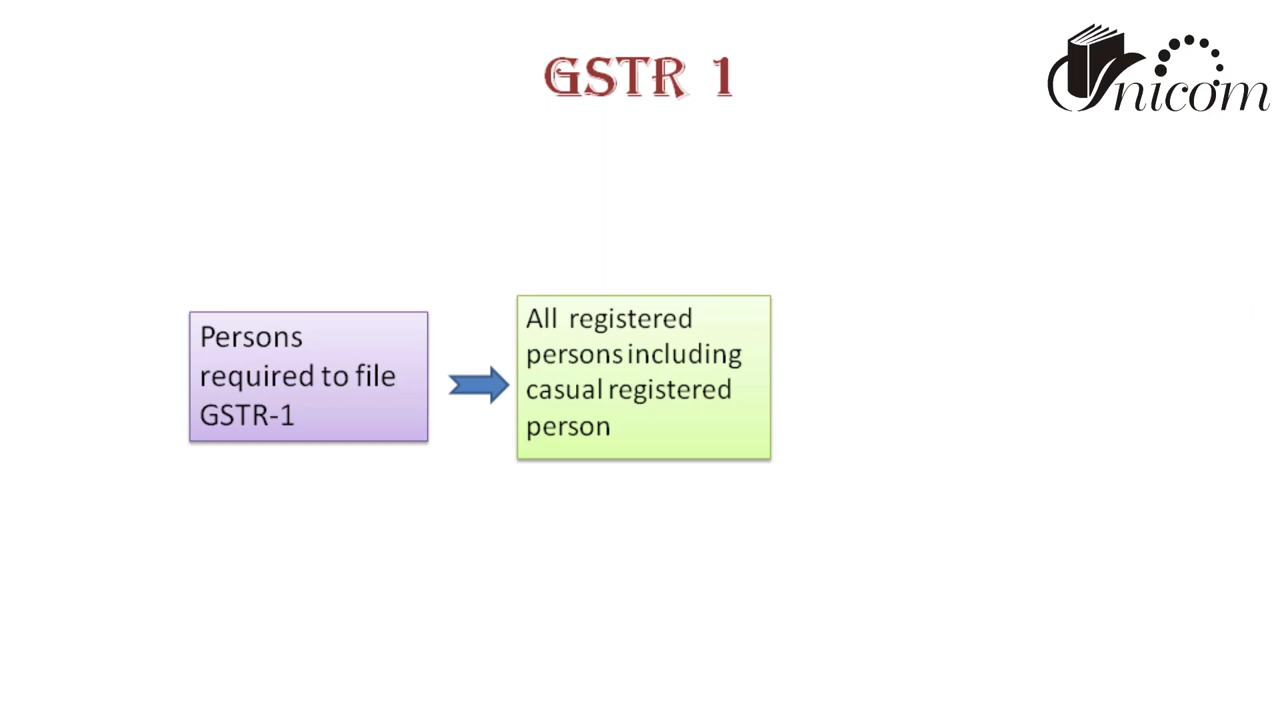 GSTR 1
Unicom
Persons
required to file
GSTR-1
All registered
persons including
casual registered
person